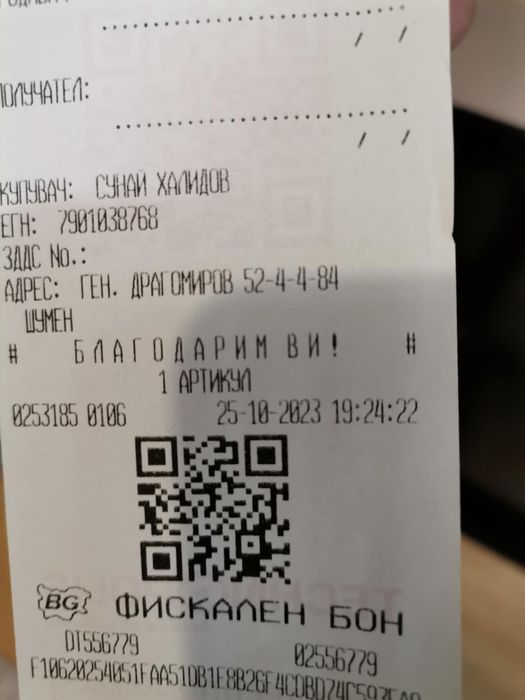 / /
ПОЛУЧАТЕЛ:
/ /
КУПУВАЧ: СУНАЙ ХАЛИДОВ
ЕГН: 7901038768
ЗДДС No.:
АДРЕС: ГЕН. ДРАГОМИРОВ 52-4-4-84
ШУМЕН
# БЛАГОДАРИМ ВИ! #
1 АРТИКУЛ
0253185 0106 25-10-2023 19:24:22
BG ФИСКАЛЕН БОН
DT556779 02556779